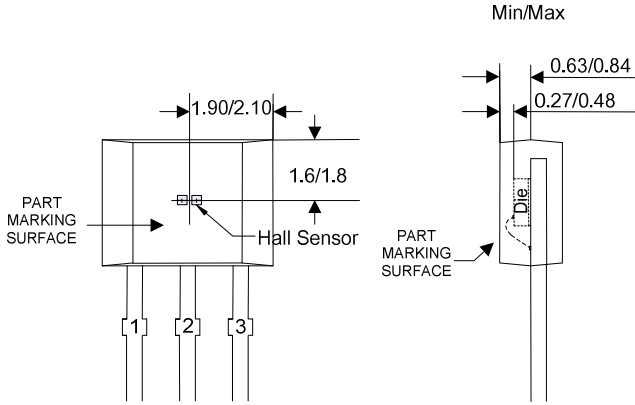 Min/Max
0.63/0.84
0.27/0.48
1.90/2.10
1.6/1.8
PART
MARKING
SURFACE
Hall Sensor
1
2
3
Die
PART
MARKING
SURFACE